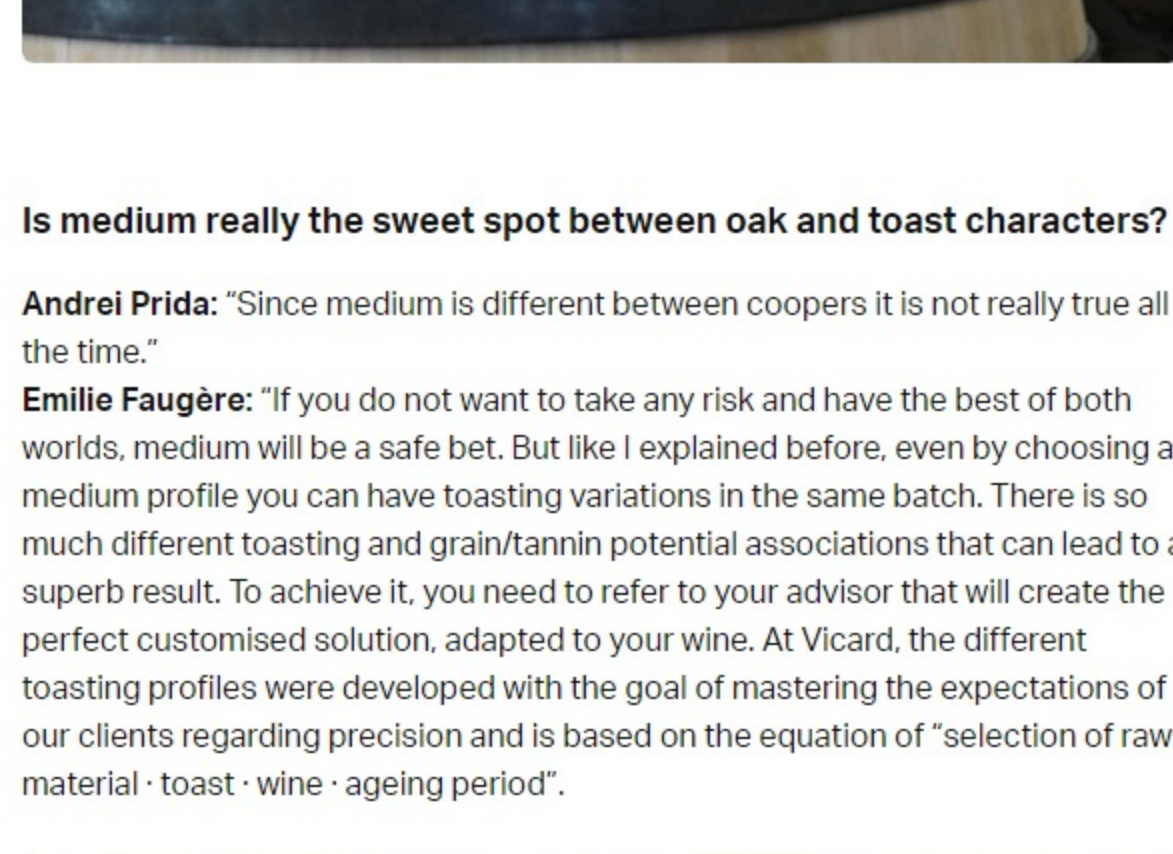 Is medium really the sweet spot between oak and toast characters?
Andrei Prida: “Since medium is different between coopers it is not really true all
the time.”
Emilie Faugère: “If you do not want to take any risk and have the best of both
worlds, medium will be a safe bet. But like I explained before, even by choosing a
medium profile you can have toasting variations in the same batch. There is so
much different toasting and grain/tannin potential associations that can lead to a
superb result. To achieve it, you need to refer to your advisor that will create the
perfect customised solution, adapted to your wine. At Vicard, the different
toasting profiles were developed with the goal of mastering the expectations of
our clients regarding precision and is based on the equation of “selection of raw
material · toast · wine · ageing period”.